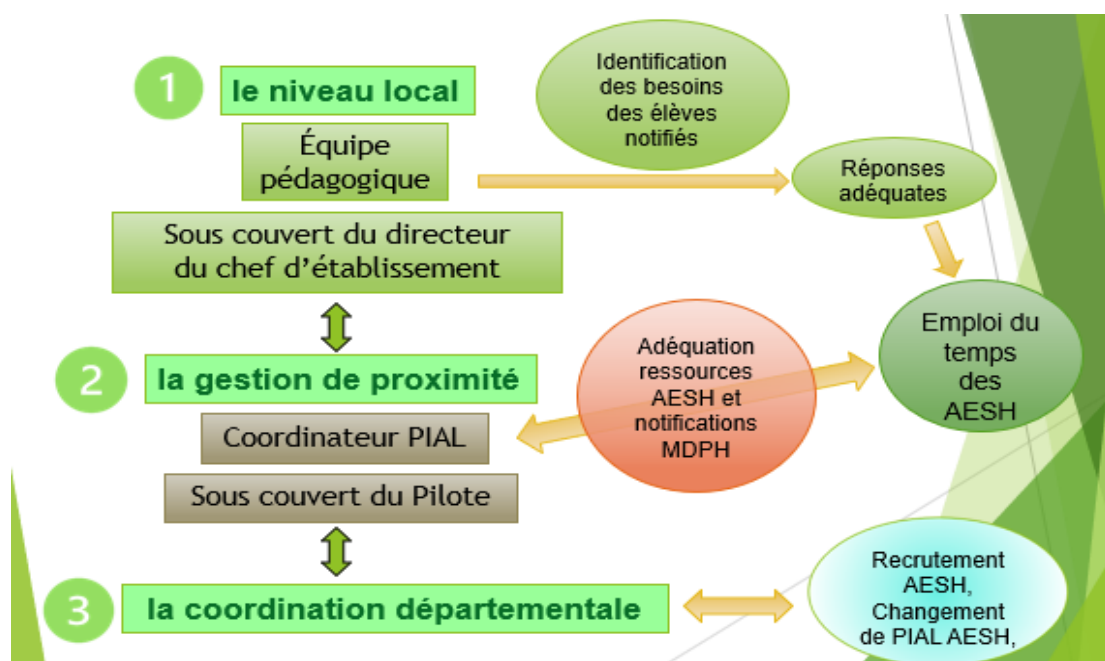 1
le niveau local
Équipe
pédagogique
Sous couvert du directeur
du chef d'établissement
Identification
des besoins
des élèves
notifiés
Réponses
adéquates
Emploi du
temps
des
AESH
2
la gestion de proximité
Coordinateur PIAL
Sous couvert du Pilote
Adéquation
ressources
AESH et
notifications
MDPH
3
la coordination départementale
Recrutement
AESH,
Changement
de PIAL AESH,